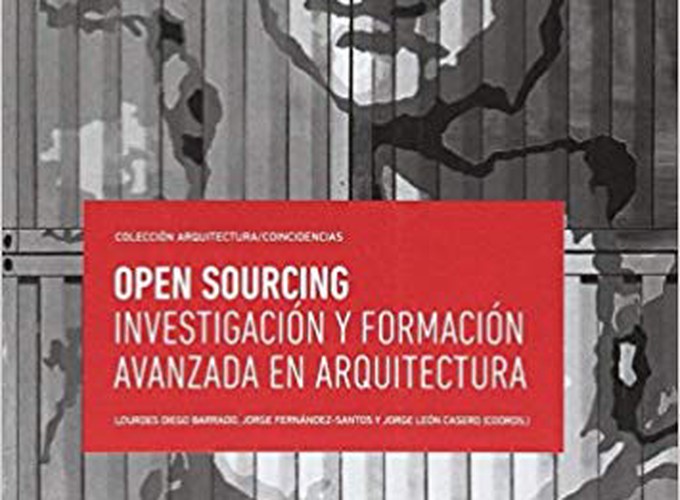 COLECCIÓN ARQUITECTURA/COINCIDENCIAS
OPEN SOURCING
INVESTIGACIÓN Y FORMACIÓN
AVANZADA EN ARQUITECTURA
LOURDES DIEGO BARRADO, JORGE FERNÁNDEZ-SANTOS Y JORGE LEÓN CASERO (COORDS.)